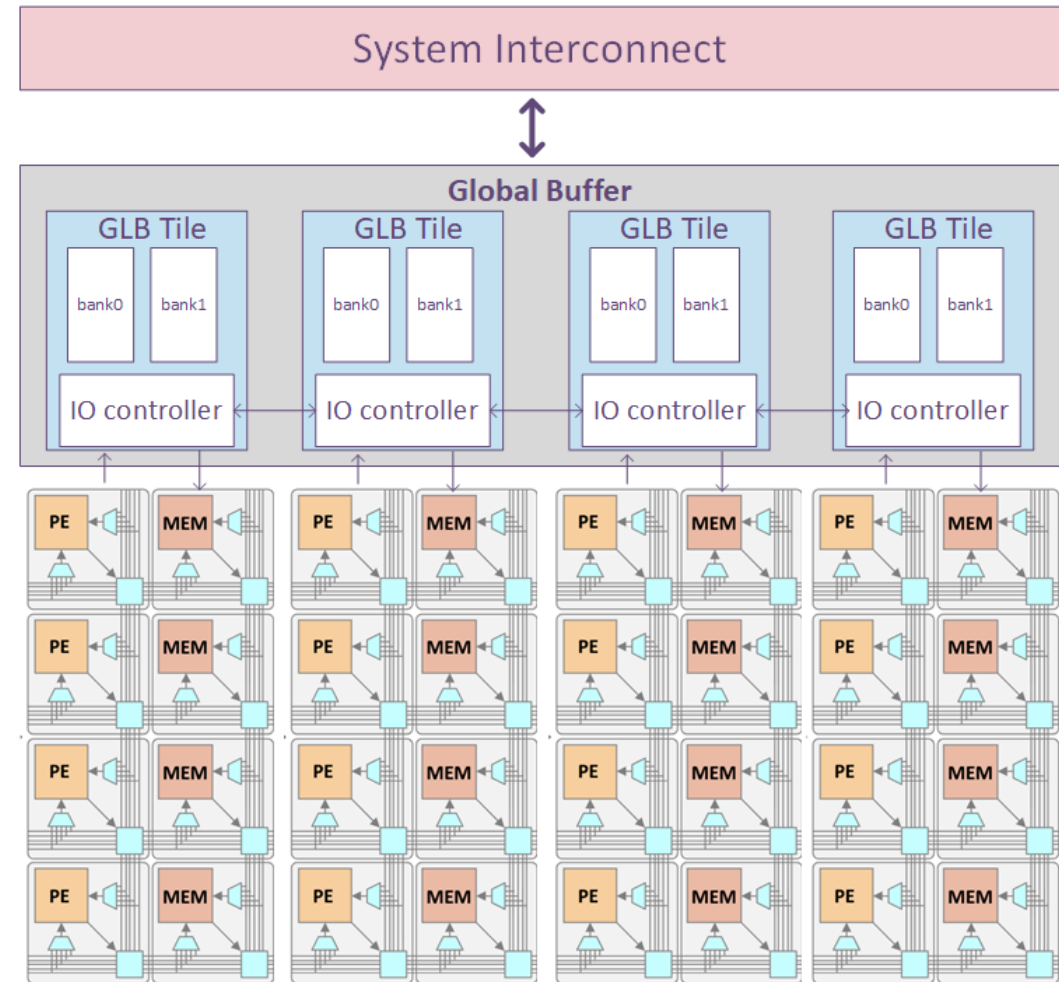 System Interconnect
Global Buffer
GLB Tile GLB Tile GLB Tile GLB Tile
bank0 bank1 bank0 bank1 bank0 bank1 bank0 bank1
IO controller IO controller IO controller IO controller
PE MEM PE MEM PE MEM PE MEM
PE MEM PE MEM PE MEM PE MEM
PE MEM PE MEM PE MEM PE MEM
PE MEM PE MEM PE MEM PE MEM